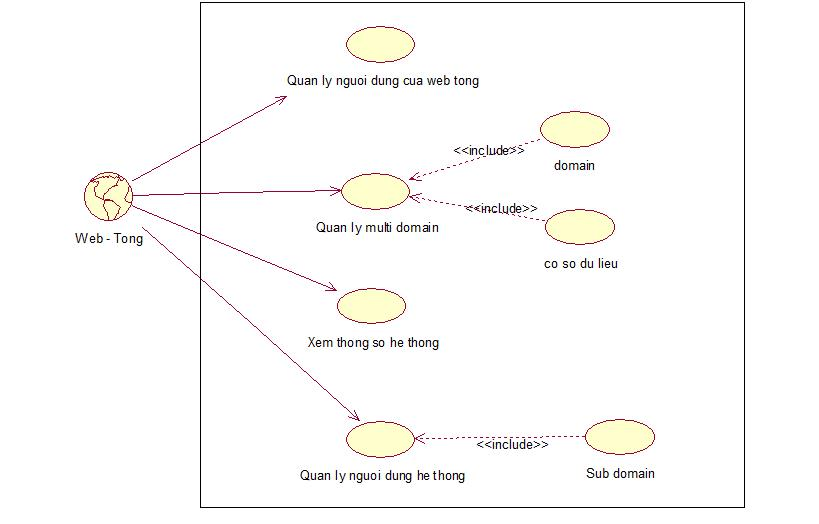 Quan ly nguoi dung cua web tong
<<include>>
domain
Web - Tong
Quan ly multi domain
<<include>>
co so du lieu
Xem thong so he thong
<<include>>
Quan ly nguoi dung he thong
Sub domain